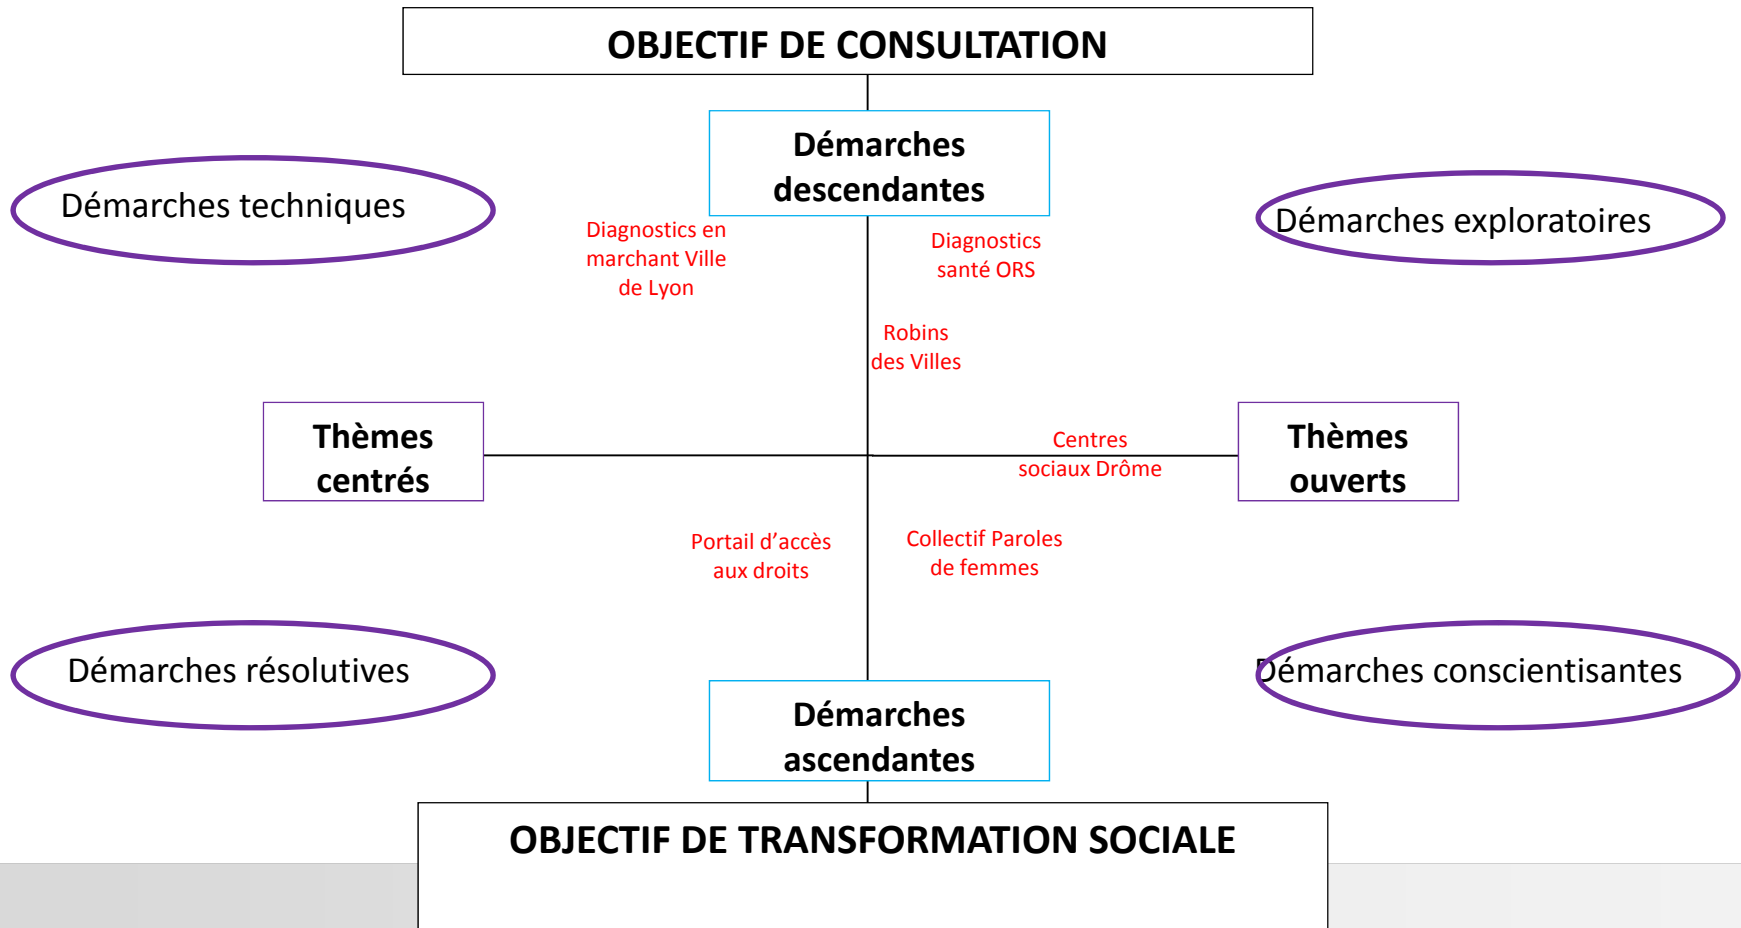 OBJECTIF DE CONSULTATION
Démarches
descendantes
Démarches techniques
Démarches exploratoires
Diagnostics en
marchant Ville
de Lyon
Diagnostics
santé ORS
Robins
des Villes
Thèmes
centrés
Centres
sociaux Drôme
Thèmes
ouverts
Portail d’accès
aux droits
Collectif Paroles
de femmes
Démarches résolutives
Démarches conscientisantes
Démarches
ascendantes
OBJECTIF DE TRANSFORMATION SOCIALE